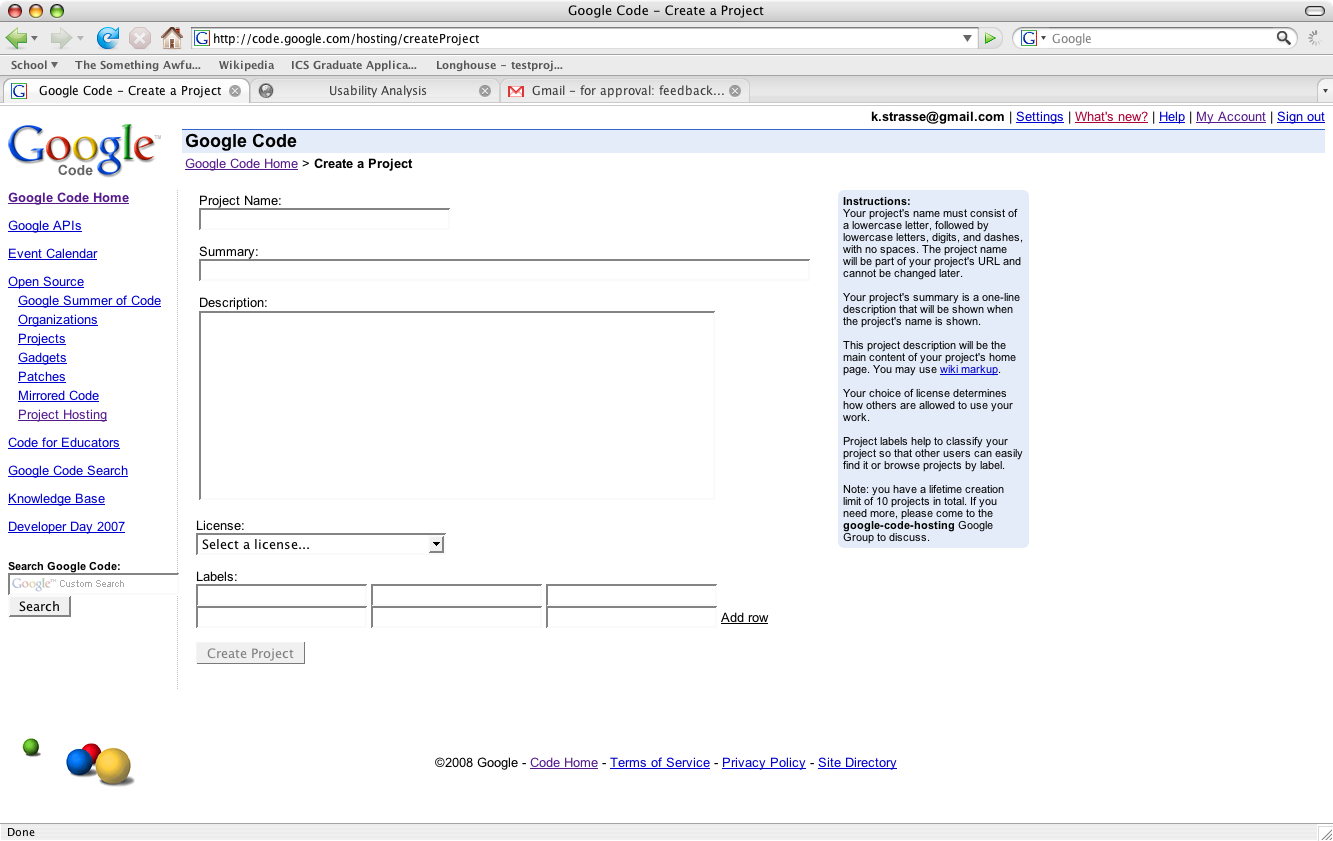 Google Code - Create a Project
http://code.google.com/hosting/createProject
Google
School
The Something Awfu...
Wikipedia
ICS Graduate Applica...
Longhouse - testproj...
Google Code - Create a Project
Usability Analysis
Gmail - for approval: feedback...
k.strasse@gmail.com | Settings | What's new? | Help | My Account | Sign out
Google™
Code
Google Code
Google Code Home > Create a Project
Google Code Home
Google APIs
Event Calendar
Open Source
Google Summer of Code
Organizations
Projects
Gadgets
Patches
Mirrored Code
Project Hosting
Code for Educators
Google Code Search
Knowledge Base
Developer Day 2007
Search Google Code:
Google™ Custom Search
Search
Project Name:
Summary:
Description:
License:
Select a license...
Labels:
Add row
Create Project
Instructions:
Your project's name must consist of
a lowercase letter, followed by
lowercase letters, digits, and dashes,
with no spaces. The project name
will be part of your project's URL and
cannot be changed later.
Your project's summary is a one-line
description that will be shown when
the project's name is shown.
This project description will be the
main content of your project's home
page. You may use wiki markup.
Your choice of license determines
how others are allowed to use your
work.
Project labels help to classify your
project so that other users can easily
find it or browse projects by label.
Note: you have a lifetime creation
limit of 10 projects in total. If you
need more, please come to the
google-code-hosting Google
Group to discuss.
©2008 Google - Code Home - Terms of Service - Privacy Policy - Site Directory
Done